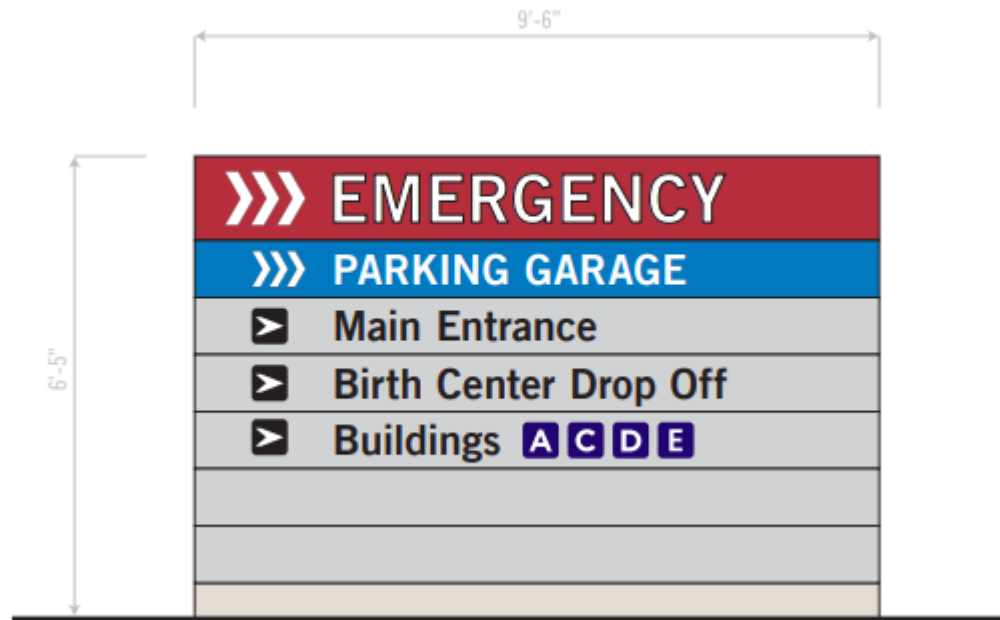 9'-6"
EMERGENCY
PARKING GARAGE
Main Entrance
Birth Center Drop Off
Buildings A C D E
6'-5"